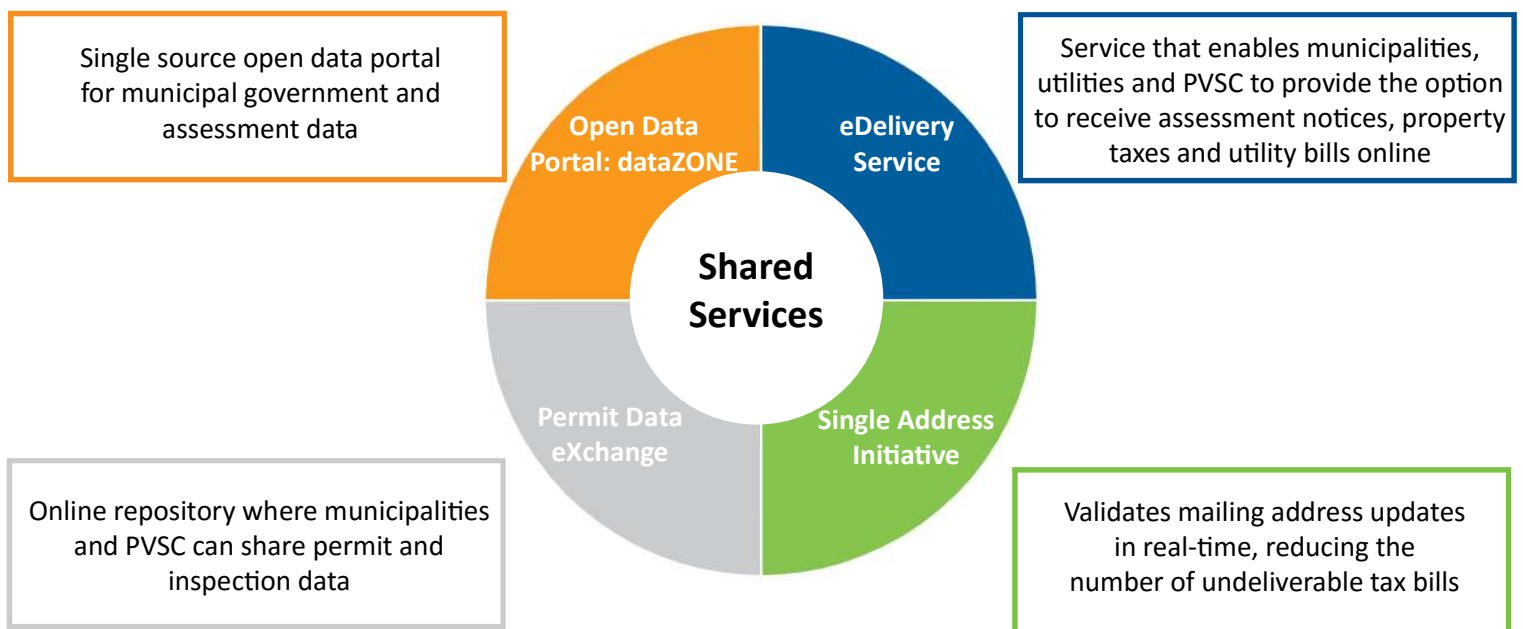 Single source open data portal
for municipal government and
assessment data
Open Data
Portal: dataZONE
eDelivery
Service
Service that enables municipalities,
utilities and PVSC to provide the option
to receive assessment notices, property
taxes and utility bills online
Shared
Services
Permit Data
eXchange
Single Address
Initiative
Online repository where municipalities
and PVSC can share permit and
inspection data
Validates mailing address updates
in real-time, reducing the
number of undeliverable tax bills